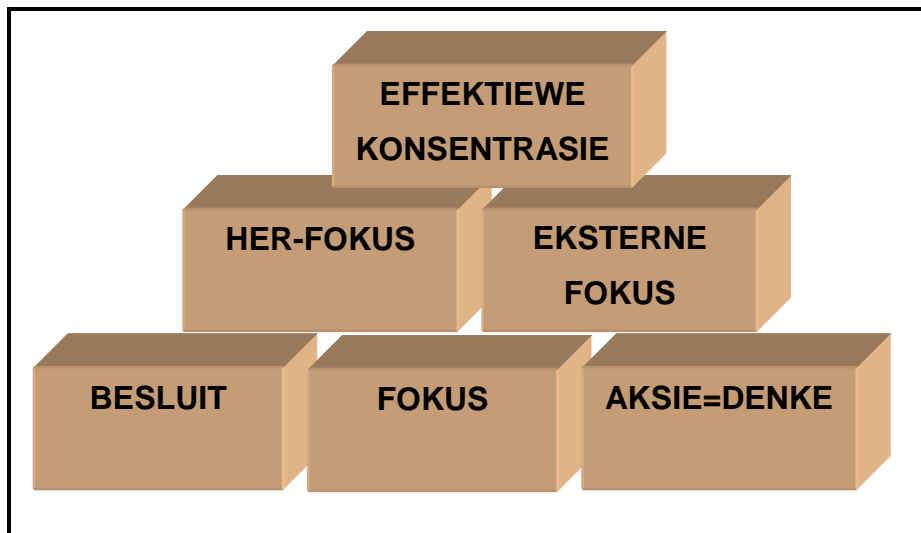 EFFEKTIEWE
KONSENTRASIE
HER-FOKUS
EKSTERNE
FOKUS
BESLUIT
FOKUS
AKSIE=DENKE